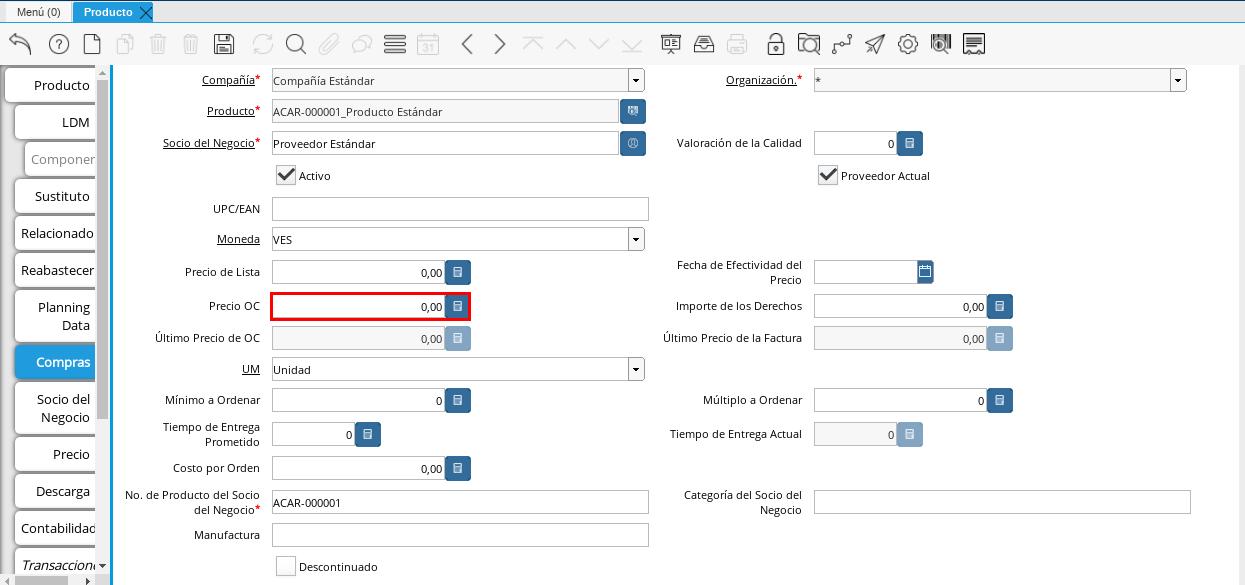 Menú (0)
Producto
31
Producto
LDM
Componen
Sustituto
Relacionado
Reabastecer
Planning
Data
Compras
Socio del
Negocio
Precio
Descarga
Contabilidad
Transaccione
Compañía* Compañía Estándar
Organización.* *
Producto* ACAR-000001_Producto Estándar
Socio del Negocio* Proveedor Estándar
Valoración de la Calidad 0
Activo
Proveedor Actual
UPC/EAN
Moneda VES
Precio de Lista 0,00
Fecha de Efectividad del
Precio
Precio OC 0,00
Importe de los Derechos 0,00
Último Precio de OC 0,00
Último Precio de la Factura 0,00
UM Unidad
Mínimo a Ordenar 0
Múltiplo a Ordenar 0
Tiempo de Entrega
Prometido 0
Tiempo de Entrega Actual 0
Costo por Orden 0,00
No. de Producto del Socio
del Negocio* ACAR-000001
Categoría del Socio del
Negocio
Manufactura
Descontinuado